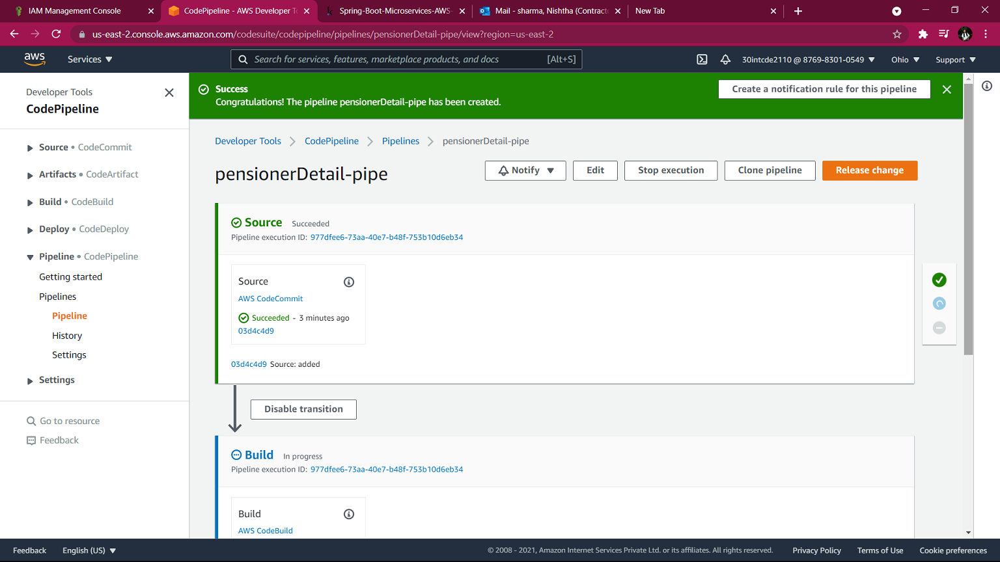 IAM Management Console
CodePipeline - AWS Developer To
Spring-Boot-Microservices-AWS-
Mail - sharma, Nishtha (Contracto
New Tab
us-east-2.console.aws.amazon.com/codesuite/codepipeline/pipelines/pensionerDetail-pipe/view?region=us-east-2
aws
Services
Search for services, features, marketplace products, and docs
[Alt+S]
30intcde2110 @ 8769-8301-0549
Ohio
Support
Developer Tools
CodePipeline
Source • CodeCommit
Artifacts • CodeArtifact
Build • CodeBuild
Deploy • CodeDeploy
Pipeline • CodePipeline
Getting started
Pipelines
Pipeline
History
Settings
Settings
Go to resource
Feedback
Success
Congratulations! The pipeline pensionerDetail-pipe has been created.
Create a notification rule for this pipeline
Developer Tools
CodePipeline
Pipelines
pensionerDetail-pipe
pensionerDetail-pipe
Notify
Edit
Stop execution
Clone pipeline
Release change
Source Succeeded
Pipeline execution ID: 977dfee6-73aa-40e7-b48f-753b10d6eb34
Source
AWS CodeCommit
Succeeded - 3 minutes ago
03d4c4d9
03d4c4d9 Source: added
Disable transition
Build In progress
Pipeline execution ID: 977dfee6-73aa-40e7-b48f-753b10d6eb34
Build
AWS CodeBuild
Feedback
English (US)
© 2008 - 2021, Amazon Internet Services Private Ltd. or its affiliates. All rights reserved.
Privacy Policy
Terms of Use
Cookie preferences